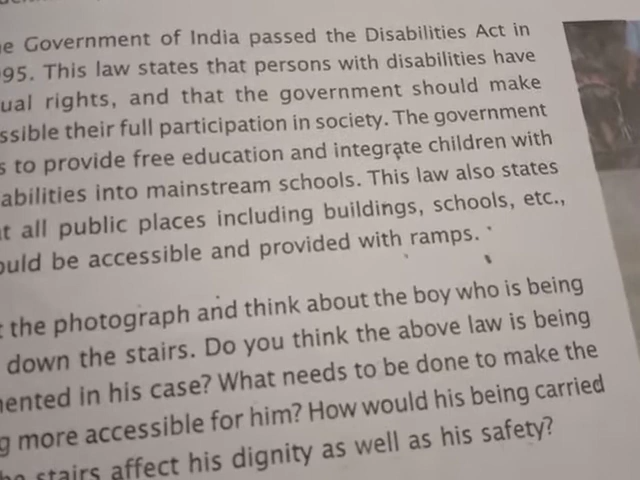 e Government of India passed the Disabilities Act in
95. This law states that persons with disabilities have
ual rights, and that the government should make
ssible their full participation in society. The government
s to provide free education and integrate children with
abilities into mainstream schools. This law also states
t all public places including buildings, schools, etc.,
ould be accessible and provided with ramps.
t the photograph and think about the boy who is being
down the stairs. Do you think the above law is being
mented in his case? What needs to be done to make the
g more accessible for him? How would his being carried
he stairs affect his dignity as well as his safety?